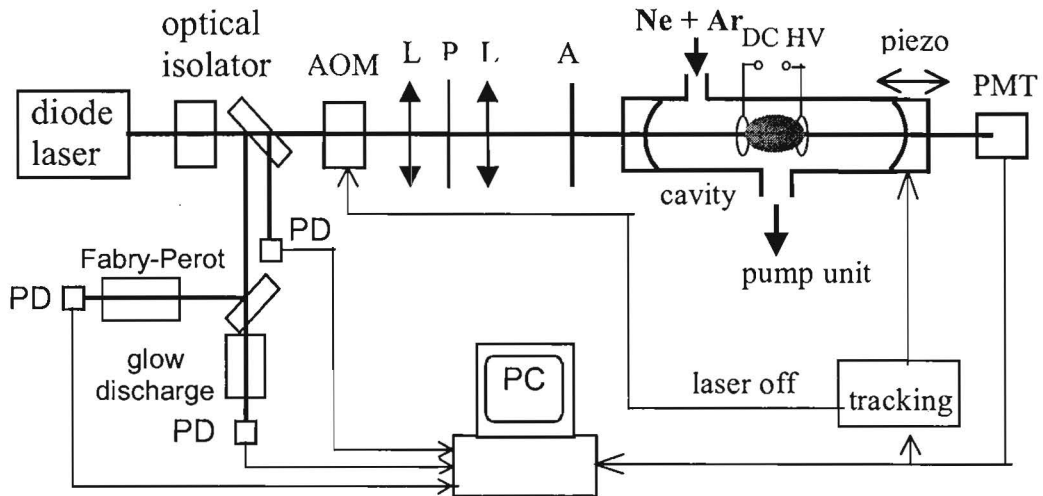 Ne + Ar
optical
isolator
AOM
L
P
L
A
DC HV
piezo
PMT
diode
laser
cavity
PD
Fabry-Perot
PD
pump unit
glow
discharge
PC
laser off
tracking
PD